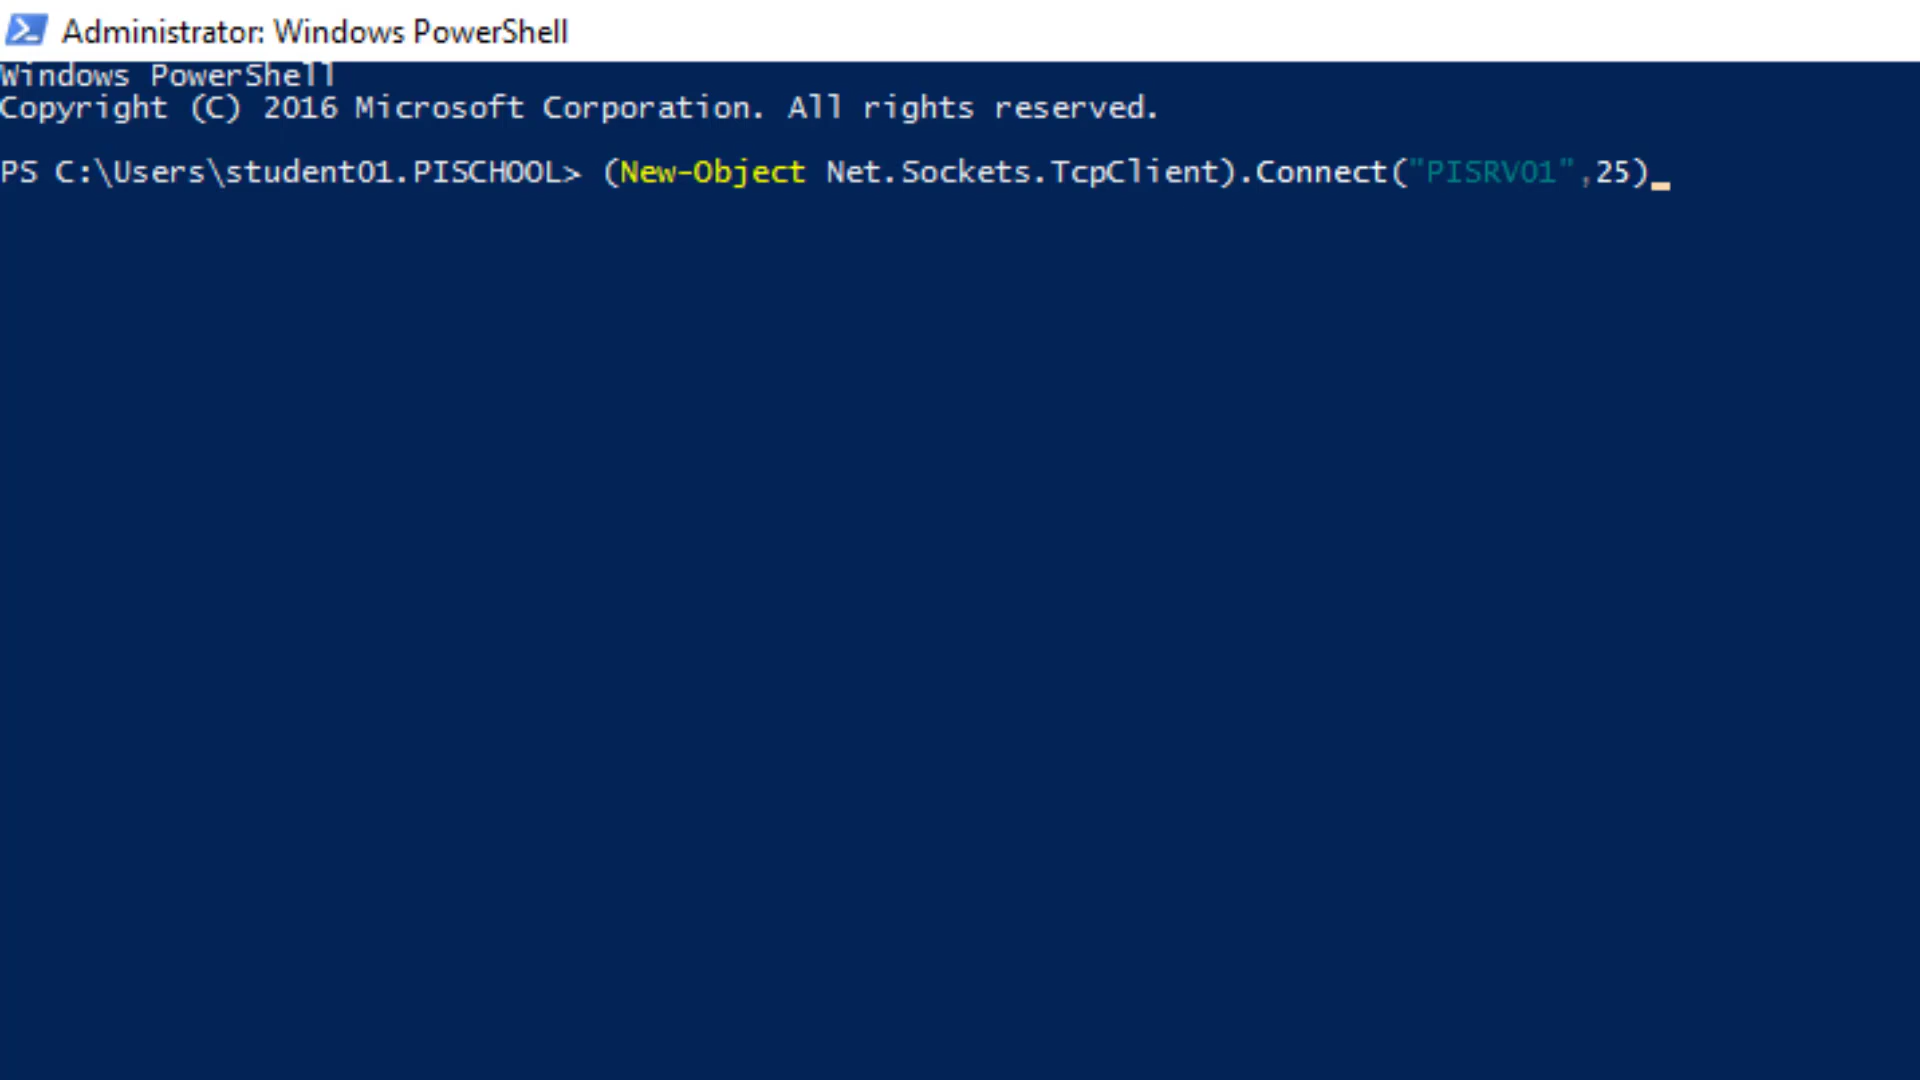 Administrator: Windows PowerShell
Windows PowerShell
Copyright (C) 2016 Microsoft Corporation. All rights reserved.
PS C:\Users\student01.PISCHOOL> (New-Object Net.Sockets.TcpClient).Connect("PISRV01",25)